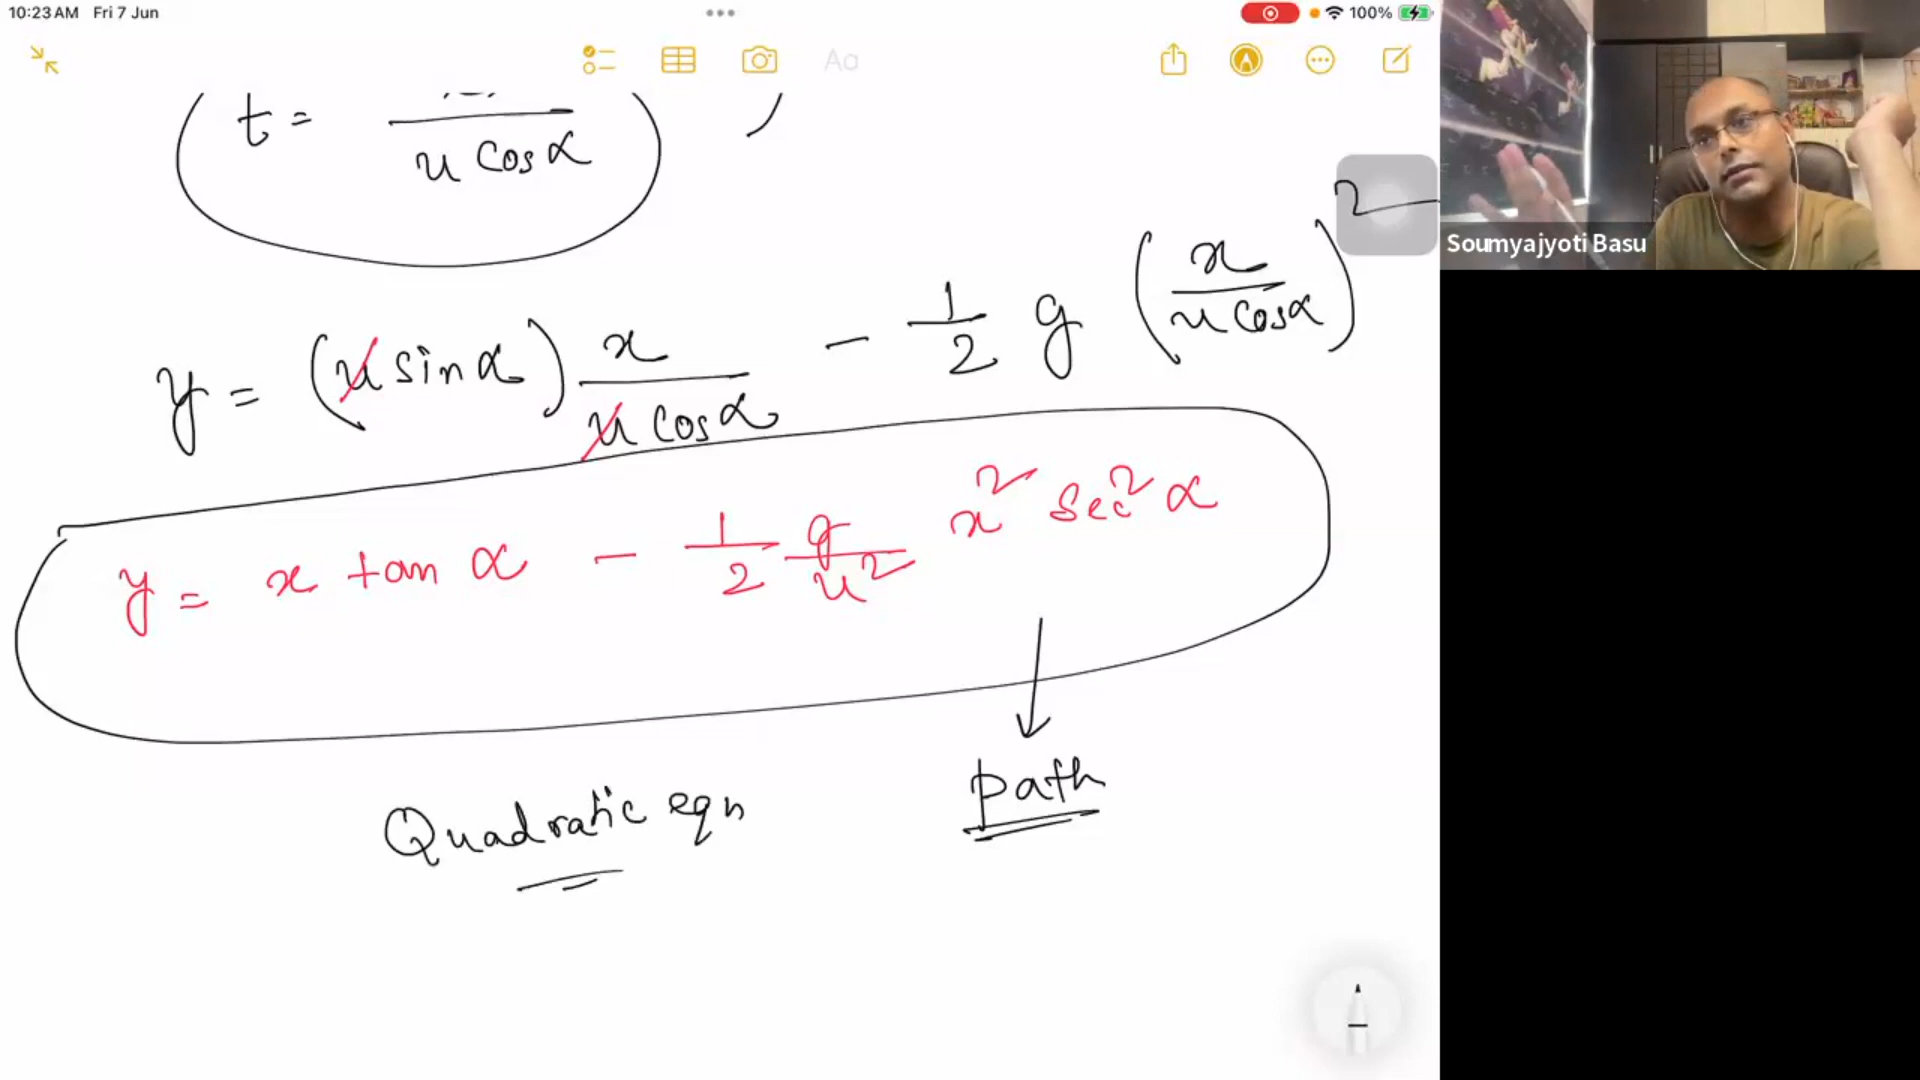 10:23 AM Fri 7 Jun
100%
Aa
t = x / u cos α ,
Soumyajyoti Basu
y = (u sin α) x / u cos α − 1/2 g (x / u cos α)²
y = x tan α − 1/2 g/u² x² sec² α
path
Quadratic eqn